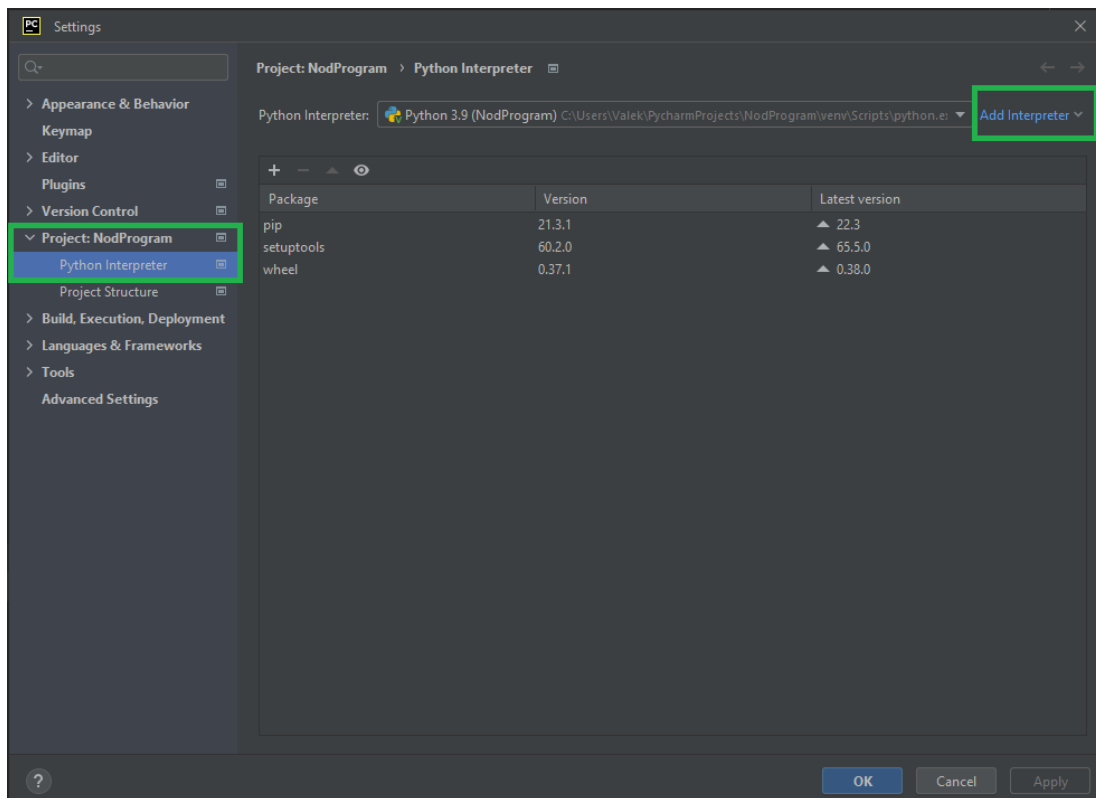 PC Settings
Project: NodProgram › Python Interpreter
Appearance & Behavior
Keymap
Editor
Plugins
Version Control
Project: NodProgram
Python Interpreter
Project Structure
Build, Execution, Deployment
Languages & Frameworks
Tools
Advanced Settings
Python Interpreter: Python 3.9 (NodProgram) C:\Users\Valek\PycharmProjects\NodProgram\venv\Scripts\python.e: Add Interpreter
Package Version Latest version
pip 21.3.1 22.3
setuptools 60.2.0 65.5.0
wheel 0.37.1 0.38.0
? OK Cancel Apply